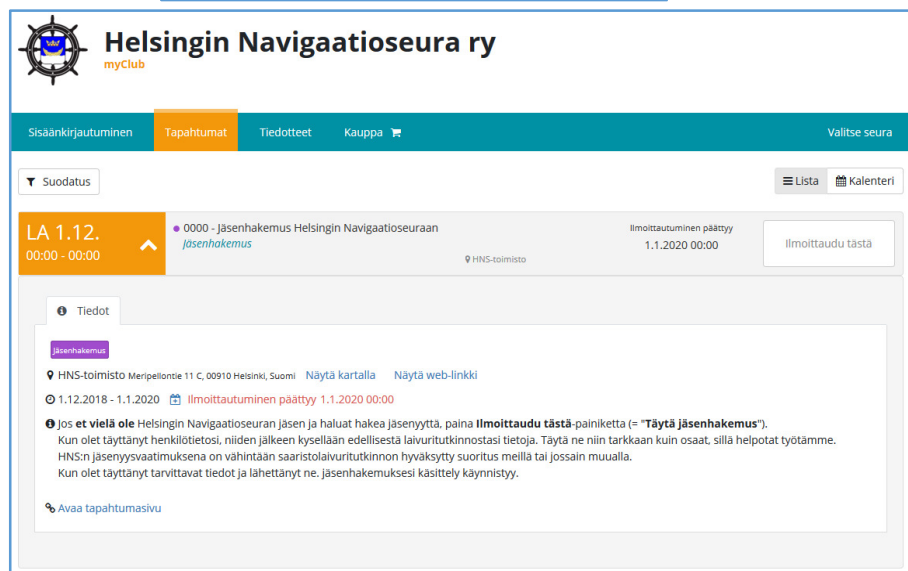 Helsingin Navigaatioseura ry
myClub
Sisäänkirjautuminen Tapahtumat Tiedotteet Kauppa Valitse seura
Suodatus Lista Kalenteri
LA 1.12.
00:00 - 00:00
0000 - Jäsenhakemus Helsingin Navigaatioseuraan
Jäsenhakemus
HNS-toimisto
Ilmoittautuminen päättyy
1.1.2020 00:00
Ilmoittaudu tästä
Tiedot
Jäsenhakemus
HNS-toimisto Meripellontie 11 C, 00910 Helsinki, Suomi Näytä kartalla Näytä web-linkki
1.12.2018 - 1.1.2020 Ilmoittautuminen päättyy 1.1.2020 00:00
Jos et vielä ole Helsingin Navigaatioseuran jäsen ja haluat hakea jäsenyyttä, paina Ilmoittaudu tästä-painiketta (= "Täytä jäsenhakemus").
Kun olet täyttänyt henkilötietosi, niiden jälkeen kysellään edellisestä laivuritutkinnostasi tietoja. Täytä ne niin tarkkaan kuin osaat, sillä helpotat työtämme.
HNS:n jäsenyysvaatimuksena on vähintään saaristolaivuritutkinnon hyväksytty suoritus meillä tai jossain muualla.
Kun olet täyttänyt tarvittavat tiedot ja lähettänyt ne. jäsenhakemuksesi käsittely käynnistyy.
Avaa tapahtumasivu